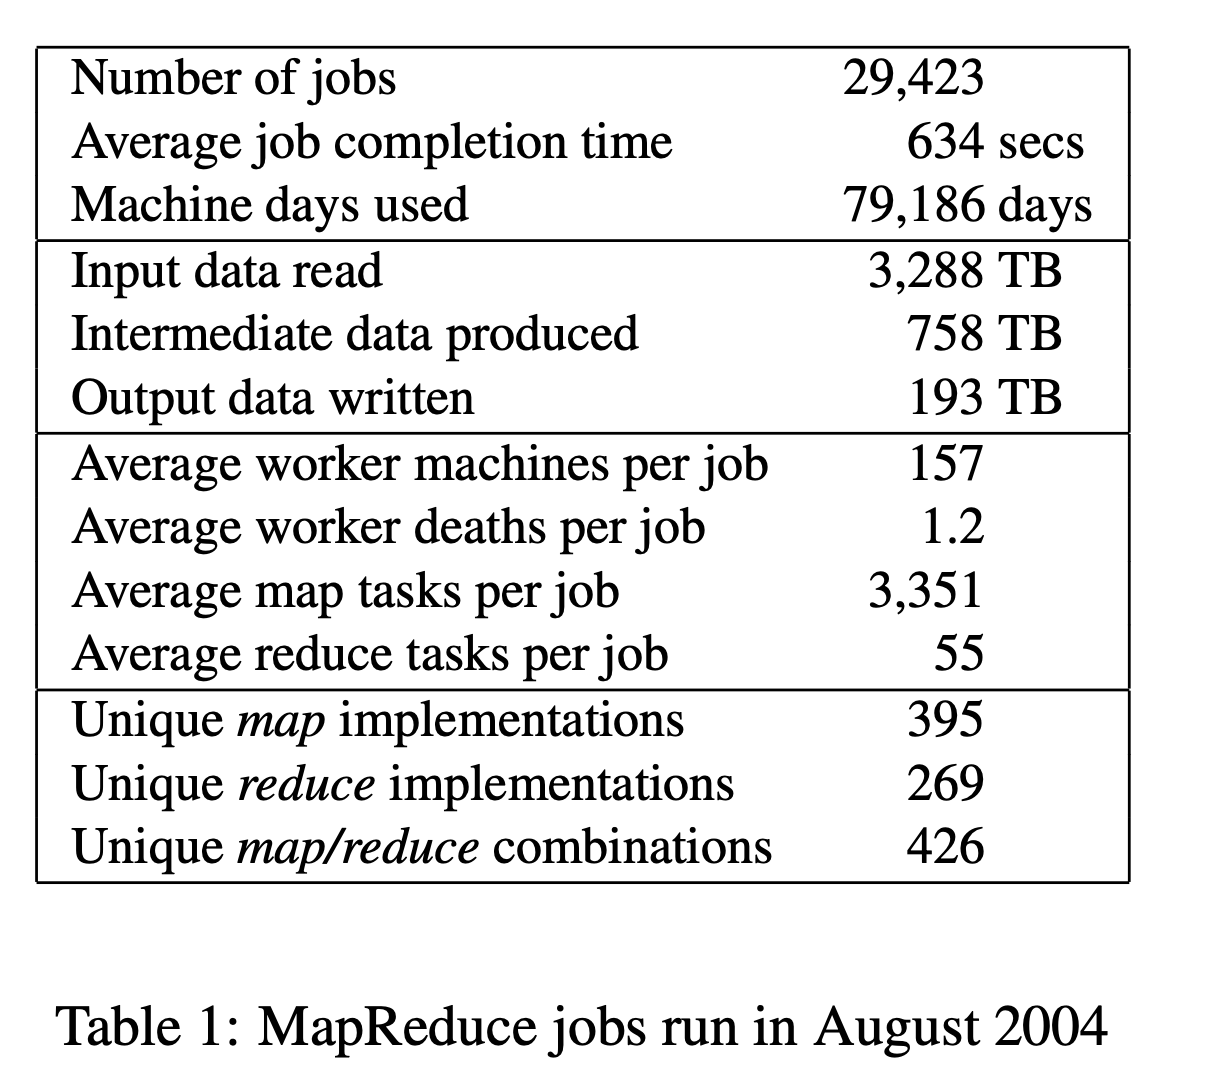 Number of jobs 29,423
Average job completion time 634 secs
Machine days used 79,186 days
Input data read 3,288 TB
Intermediate data produced 758 TB
Output data written 193 TB
Average worker machines per job 157
Average worker deaths per job 1.2
Average map tasks per job 3,351
Average reduce tasks per job 55
Unique map implementations 395
Unique reduce implementations 269
Unique map/reduce combinations 426
Table 1: MapReduce jobs run in August 2004